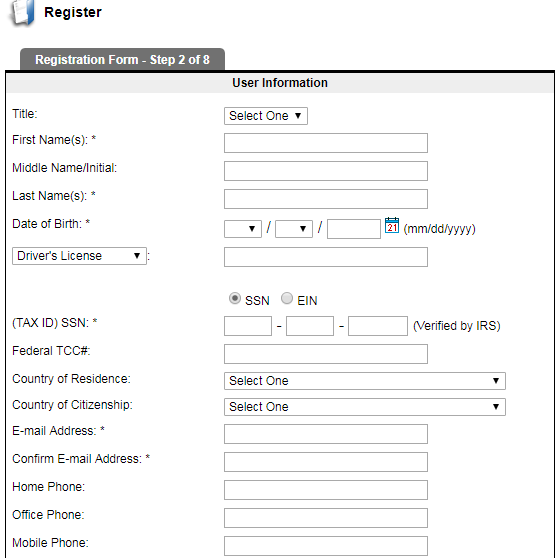 Register
Registration Form - Step 2 of 8
User Information
Title: Select One
First Name(s): *
Middle Name/Initial:
Last Name(s): *
Date of Birth: * / / 21 (mm/dd/yyyy)
Driver's License :
SSN EIN
(TAX ID) SSN: * - - (Verified by IRS)
Federal TCC#:
Country of Residence: Select One
Country of Citizenship: Select One
E-mail Address: *
Confirm E-mail Address: *
Home Phone:
Office Phone:
Mobile Phone: